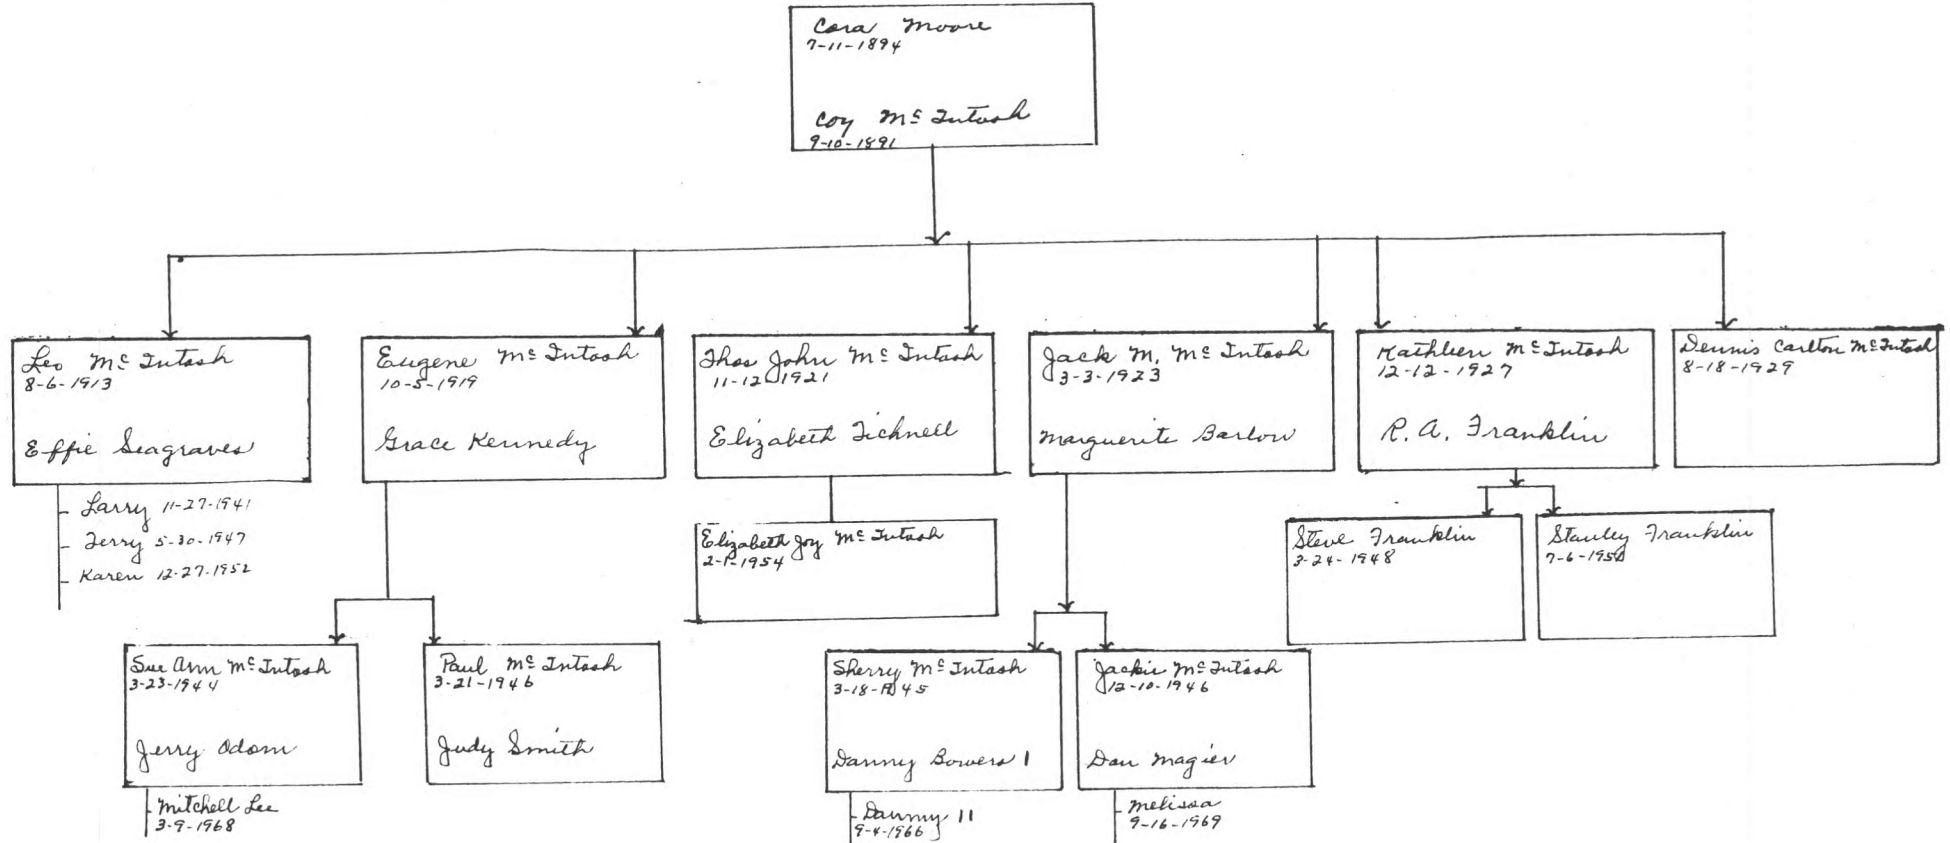 Cora Moore
7-11-1894
Coy McIntosh
9-10-1891
Leo McIntosh
8-6-1913
Effie Seagraves
Larry 11-27-1941
Jerry 5-30-1947
Karen 12-27-1952
Eugene McIntosh
10-5-1919
Grace Kennedy
Sue Ann McIntosh
3-23-1944
Jerry Odom
Mitchell Lee
3-9-1968
Paul McIntosh
3-21-1946
Judy Smith
Thos John McIntosh
11-12-1921
Elizabeth Tichnell
Elizabeth Joy McIntosh
2-1-1954
Jack M. McIntosh
3-3-1923
Marguerite Barlow
Sherry McIntosh
3-18-1945
Danny Bowers I
Danny II
9-4-1966
Jackie McIntosh
12-10-1946
Dan Magier
Melissa
9-16-1969
Kathleen McIntosh
12-12-1927
R. A. Franklin
Steve Franklin
3-24-1948
Stanley Franklin
7-6-
Dennis Carlton McIntosh
8-18-1929